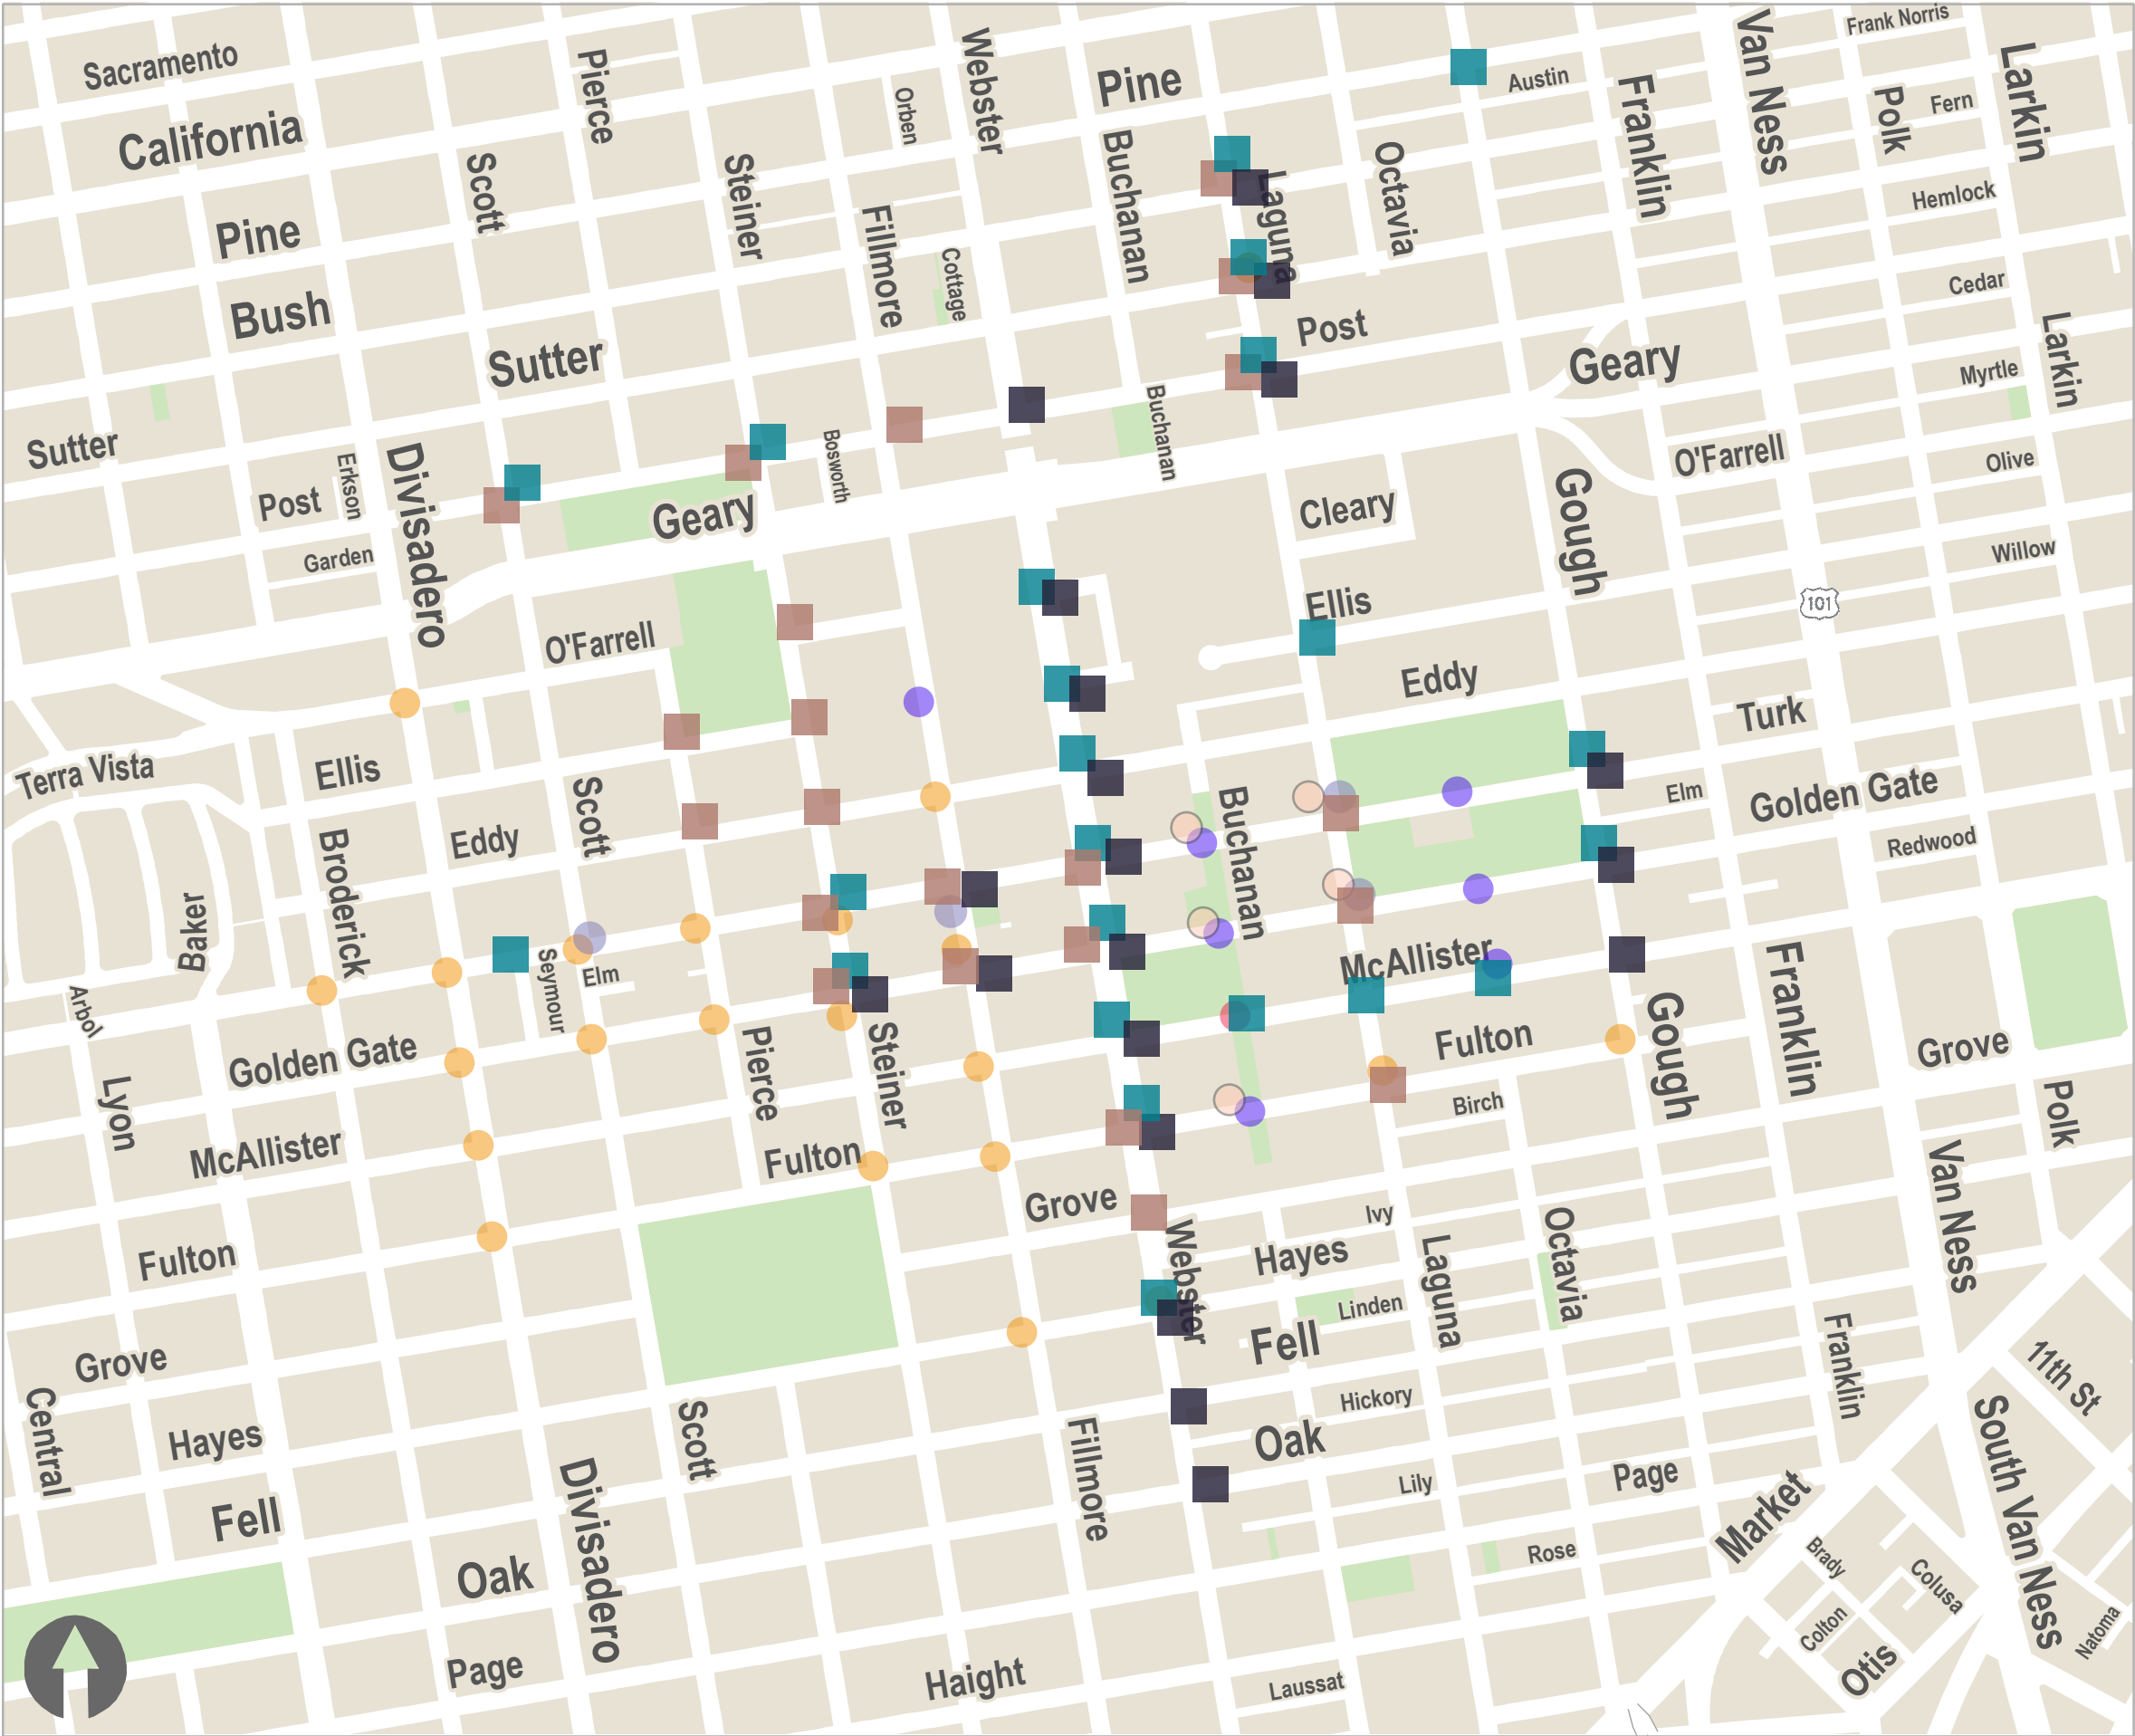 Frank Norris
Sacramento
Pierce
Webster
Pine
Austin
Van Ness
Franklin
Polk
Fern
Larkin
California
Orben
Scott
Steiner
Buchanan
Laguna
Octavia
Hemlock
Pine
Fillmore
Cottage
Bush
Post
Cedar
Sutter
Geary
Larkin
Myrtle
Sutter
Buchanan
Bosworth
O'Farrell
Olive
Erkson
Divisadero
Post
Geary
Cleary
Gough
Garden
Willow
O'Farrell
Ellis
101
Eddy
Turk
Terra Vista
Ellis
Scott
Elm
Golden Gate
Buchanan
Eddy
Broderick
Redwood
Baker
McAllister
Franklin
Seymour
Elm
Arbol
Golden Gate
Pierce
Steiner
Fulton
Gough
Grove
Lyon
Birch
Polk
McAllister
Fulton
Grove
Van Ness
Fulton
Webster
Ivy
Hayes
Laguna
Octavia
Linden
Grove
Fell
Franklin
11th St
Central
Scott
Hickory
Hayes
Fillmore
Oak
South Van Ness
Fell
Divisadero
Lily
Page
Market
Oak
Rose
Brady
Colusa
Page
Haight
Laussat
Colton
Otis
Natoma